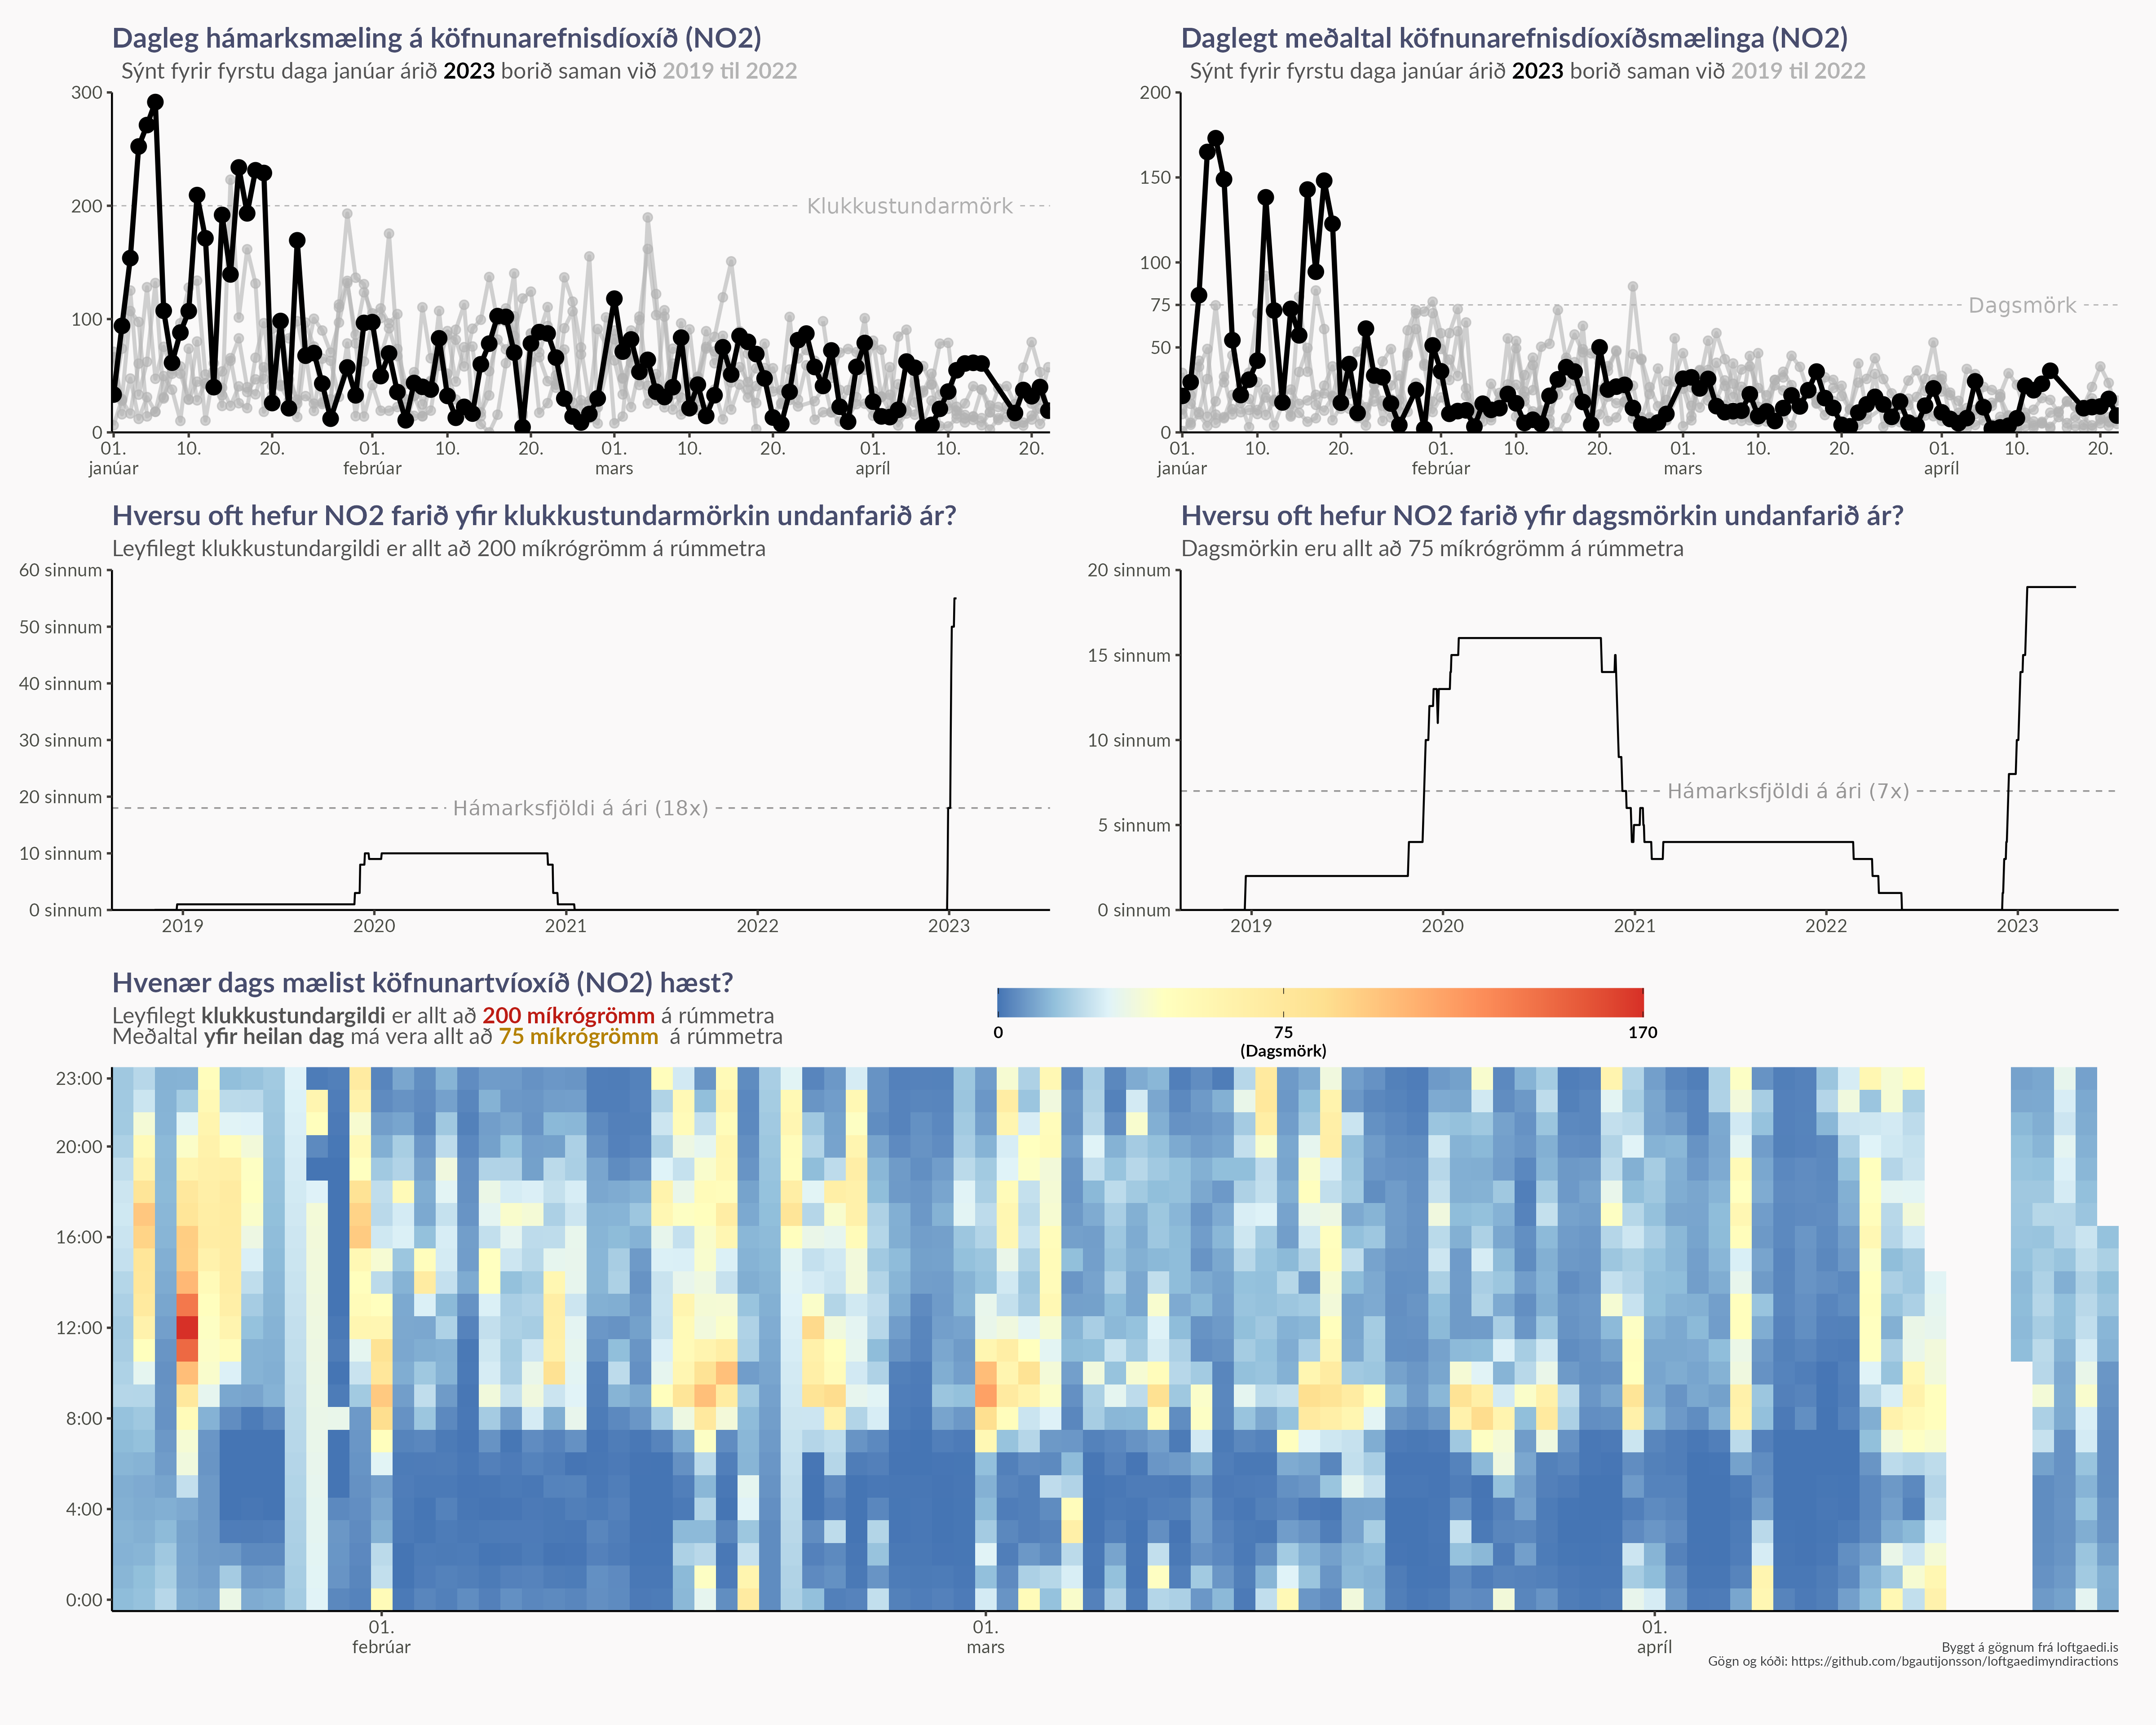 Dagleg hámarksmæling á köfnunarefnisdíoxíð (NO2)
Sýnt fyrir fyrstu daga janúar árið 2023 borið saman við 2019 til 2022
300
200
100
0
Klukkustundarmörk
01. 10. 20. 01. 10. 20. 01. 10. 20. 01. 10. 20.
janúar febrúar mars apríl
Daglegt meðaltal köfnunarefnisdíoxíðsmælinga (NO2)
Sýnt fyrir fyrstu daga janúar árið 2023 borið saman við 2019 til 2022
200
150
100
75
50
0
Dagsmörk
01. 10. 20. 01. 10. 20. 01. 10. 20. 01. 10. 20.
janúar febrúar mars apríl
Hversu oft hefur NO2 farið yfir klukkustundarmörkin undanfarið ár?
Leyfilegt klukkustundargildi er allt að 200 míkrógrömm á rúmmetra
60 sinnum
50 sinnum
40 sinnum
30 sinnum
20 sinnum
10 sinnum
0 sinnum
Hámarksfjöldi á ári (18x)
2019 2020 2021 2022 2023
Hversu oft hefur NO2 farið yfir dagsmörkin undanfarið ár?
Dagsmörkin eru allt að 75 míkrógrömm á rúmmetra
20 sinnum
15 sinnum
10 sinnum
5 sinnum
0 sinnum
Hámarksfjöldi á ári (7x)
2019 2020 2021 2022 2023
Hvenær dags mælist köfnunartvíoxíð (NO2) hæst?
Leyfilegt klukkustundargildi er allt að 200 míkrógrömm á rúmmetra
Meðaltal yfir heilan dag má vera allt að 75 míkrógrömm á rúmmetra
0 75 170
(Dagsmörk)
23:00
20:00
16:00
12:00
8:00
4:00
0:00
01. 01. 01.
febrúar mars apríl
Byggt á gögnum frá loftgaedi.is
Gögn og kóði: https://github.com/bgautijonsson/loftgaedimyndiractions